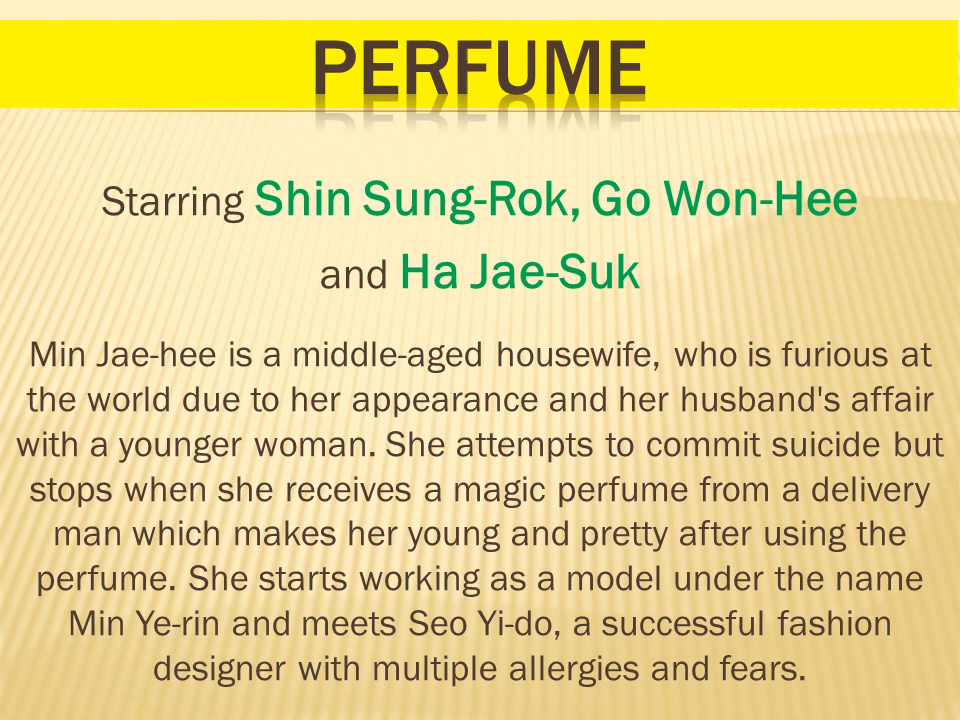 PERFUME
Starring Shin Sung-Rok, Go Won-Hee
and Ha Jae-Suk
Min Jae-hee is a middle-aged housewife, who is furious at
the world due to her appearance and her husband's affair
with a younger woman. She attempts to commit suicide but
stops when she receives a magic perfume from a delivery
man which makes her young and pretty after using the
perfume. She starts working as a model under the name
Min Ye-rin and meets Seo Yi-do, a successful fashion
designer with multiple allergies and fears.